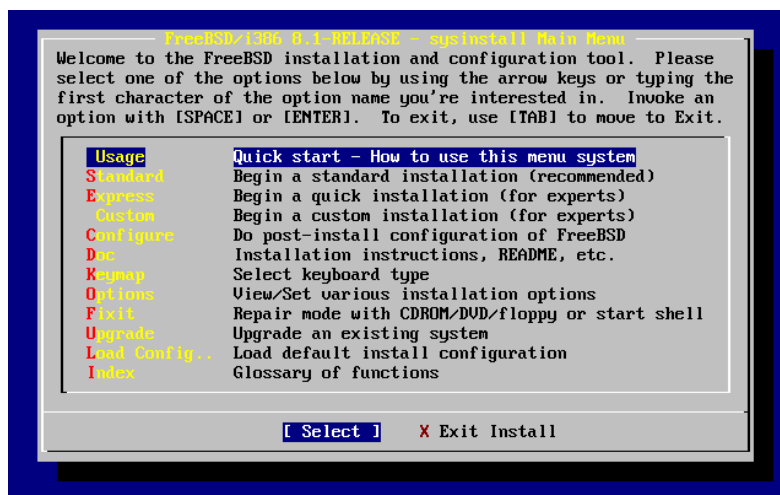 FreeBSD/i386 8.1-RELEASE - sysinstall Main Menu
Welcome to the FreeBSD installation and configuration tool.  Please
select one of the options below by using the arrow keys or typing the
first character of the option name you're interested in.  Invoke an
option with [SPACE] or [ENTER].  To exit, use [TAB] to move to Exit.
Usage Quick start - How to use this menu system
Standard Begin a standard installation (recommended)
Express Begin a quick installation (for experts)
Custom Begin a custom installation (for experts)
Configure Do post-install configuration of FreeBSD
Doc Installation instructions, README, etc.
Keymap Select keyboard type
Options View/Set various installation options
Fixit Repair mode with CDROM/DVD/floppy or start shell
Upgrade Upgrade an existing system
Load Config.. Load default install configuration
Index Glossary of functions
[ Select ] X Exit Install